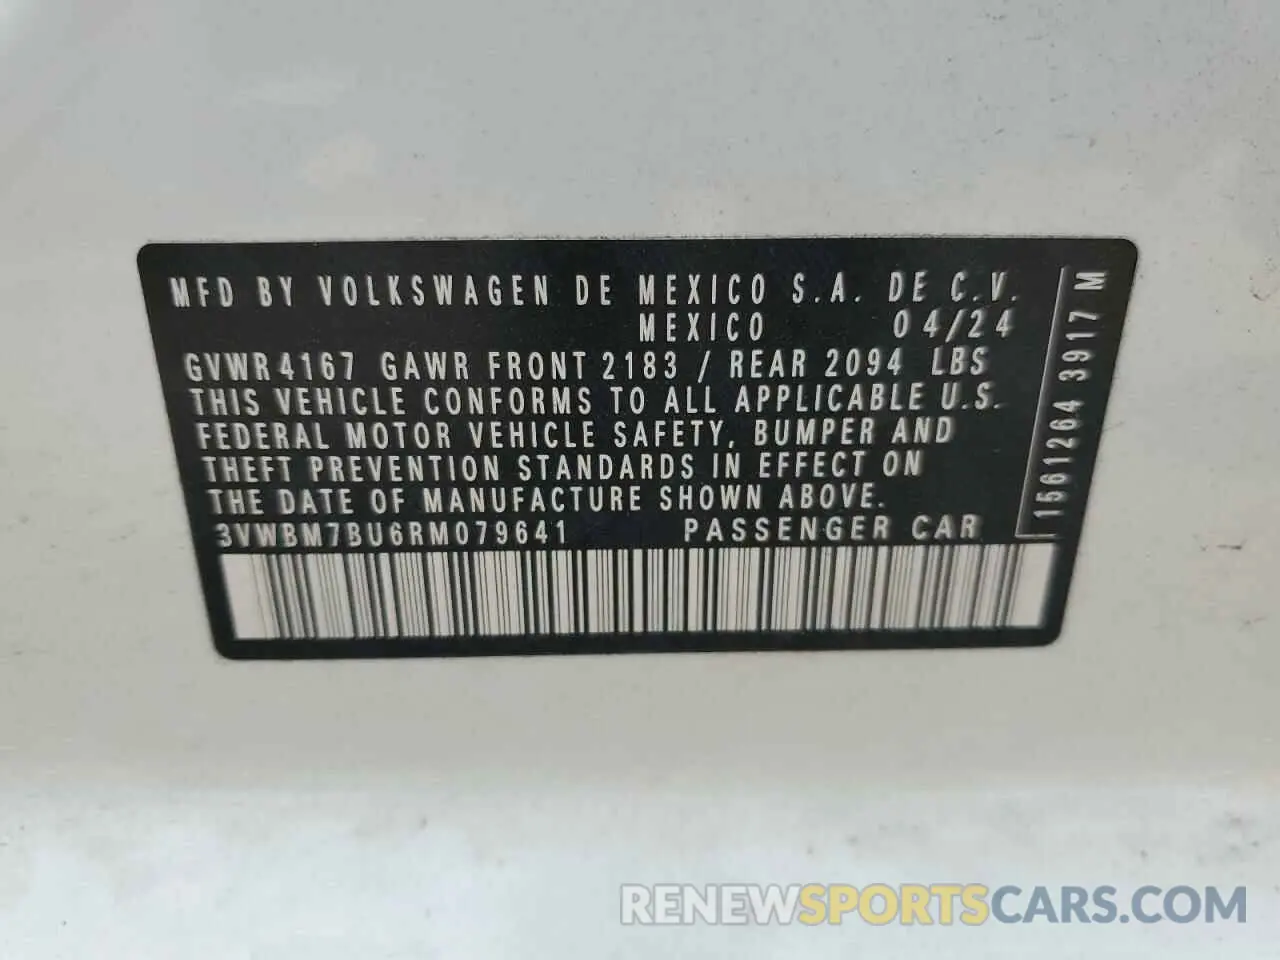 MFD BY VOLKSWAGEN DE MEXICO S.A. DE C.V.
MEXICO 04/24
GVWR 4167 GAWR FRONT 2183 / REAR 2094 LBS
THIS VEHICLE CONFORMS TO ALL APPLICABLE U.S.
FEDERAL MOTOR VEHICLE SAFETY, BUMPER AND
THEFT PREVENTION STANDARDS IN EFFECT ON
THE DATE OF MANUFACTURE SHOWN ABOVE.
3VWBM7BU6RM079641 PASSENGER CAR
1561264 3917 M
RENEWSPORTSCARS.COM